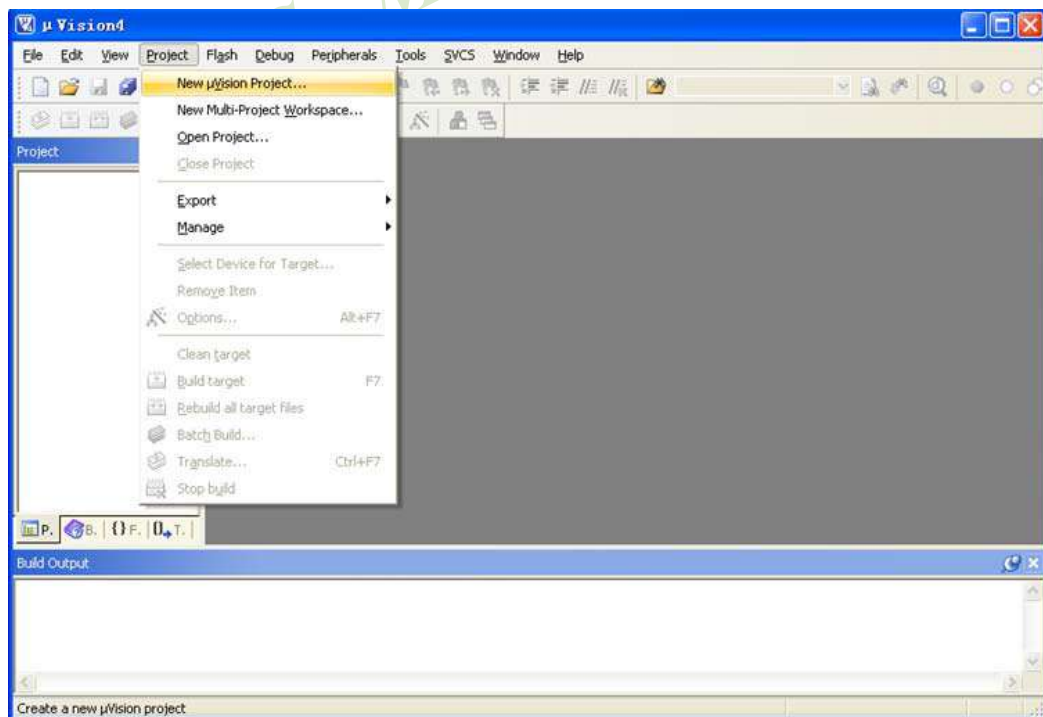 µ Vision4
File Edit View Project Flash Debug Peripherals Tools SVCS Window Help
New µVision Project...
New Multi-Project Workspace...
Project
Open Project...
Close Project
Export
Manage
Select Device for Target...
Remove Item
Options... Alt+F7
Clean target
Build target F7
Rebuild all target files
Batch Build...
Translate... Ctrl+F7
Stop build
P. B. {} F. 0 T.
Build Output
Create a new µVision project